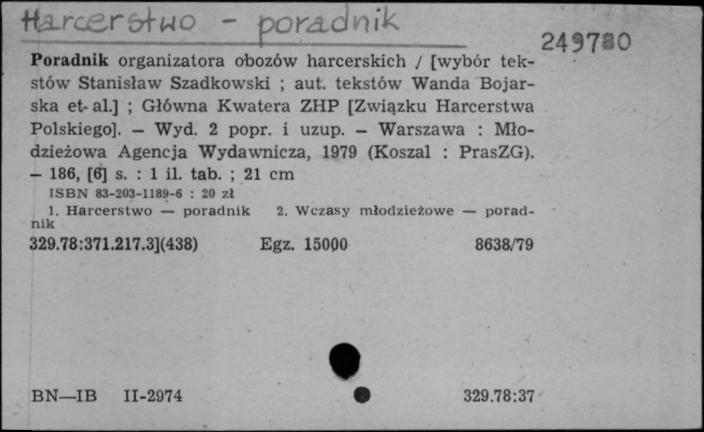 Harcerstwo - poradnik
249780
Poradnik organizatora obozów harcerskich / [wybór tek-
stów Stanisław Szadkowski ; aut. tekstów Wanda Bojar-
ska et al.] ; Główna Kwatera ZHP [Związku Harcerstwa
Polskiego]. — Wyd. 2 popr. i uzup. — Warszawa : Mło-
dzieżowa Agencja Wydawnicza, 1979 (Koszal : PrasZG).
— 186, [6] s. : 1 il. tab. ; 21 cm
ISBN 83-203-1189-6 : 20 zł
1. Harcerstwo — poradnik 2. Wczasy młodzieżowe — porad-
nik
329.78:371.217.3](438) Egz. 15000 8638/79
BN—IB II-2974 329.78:37